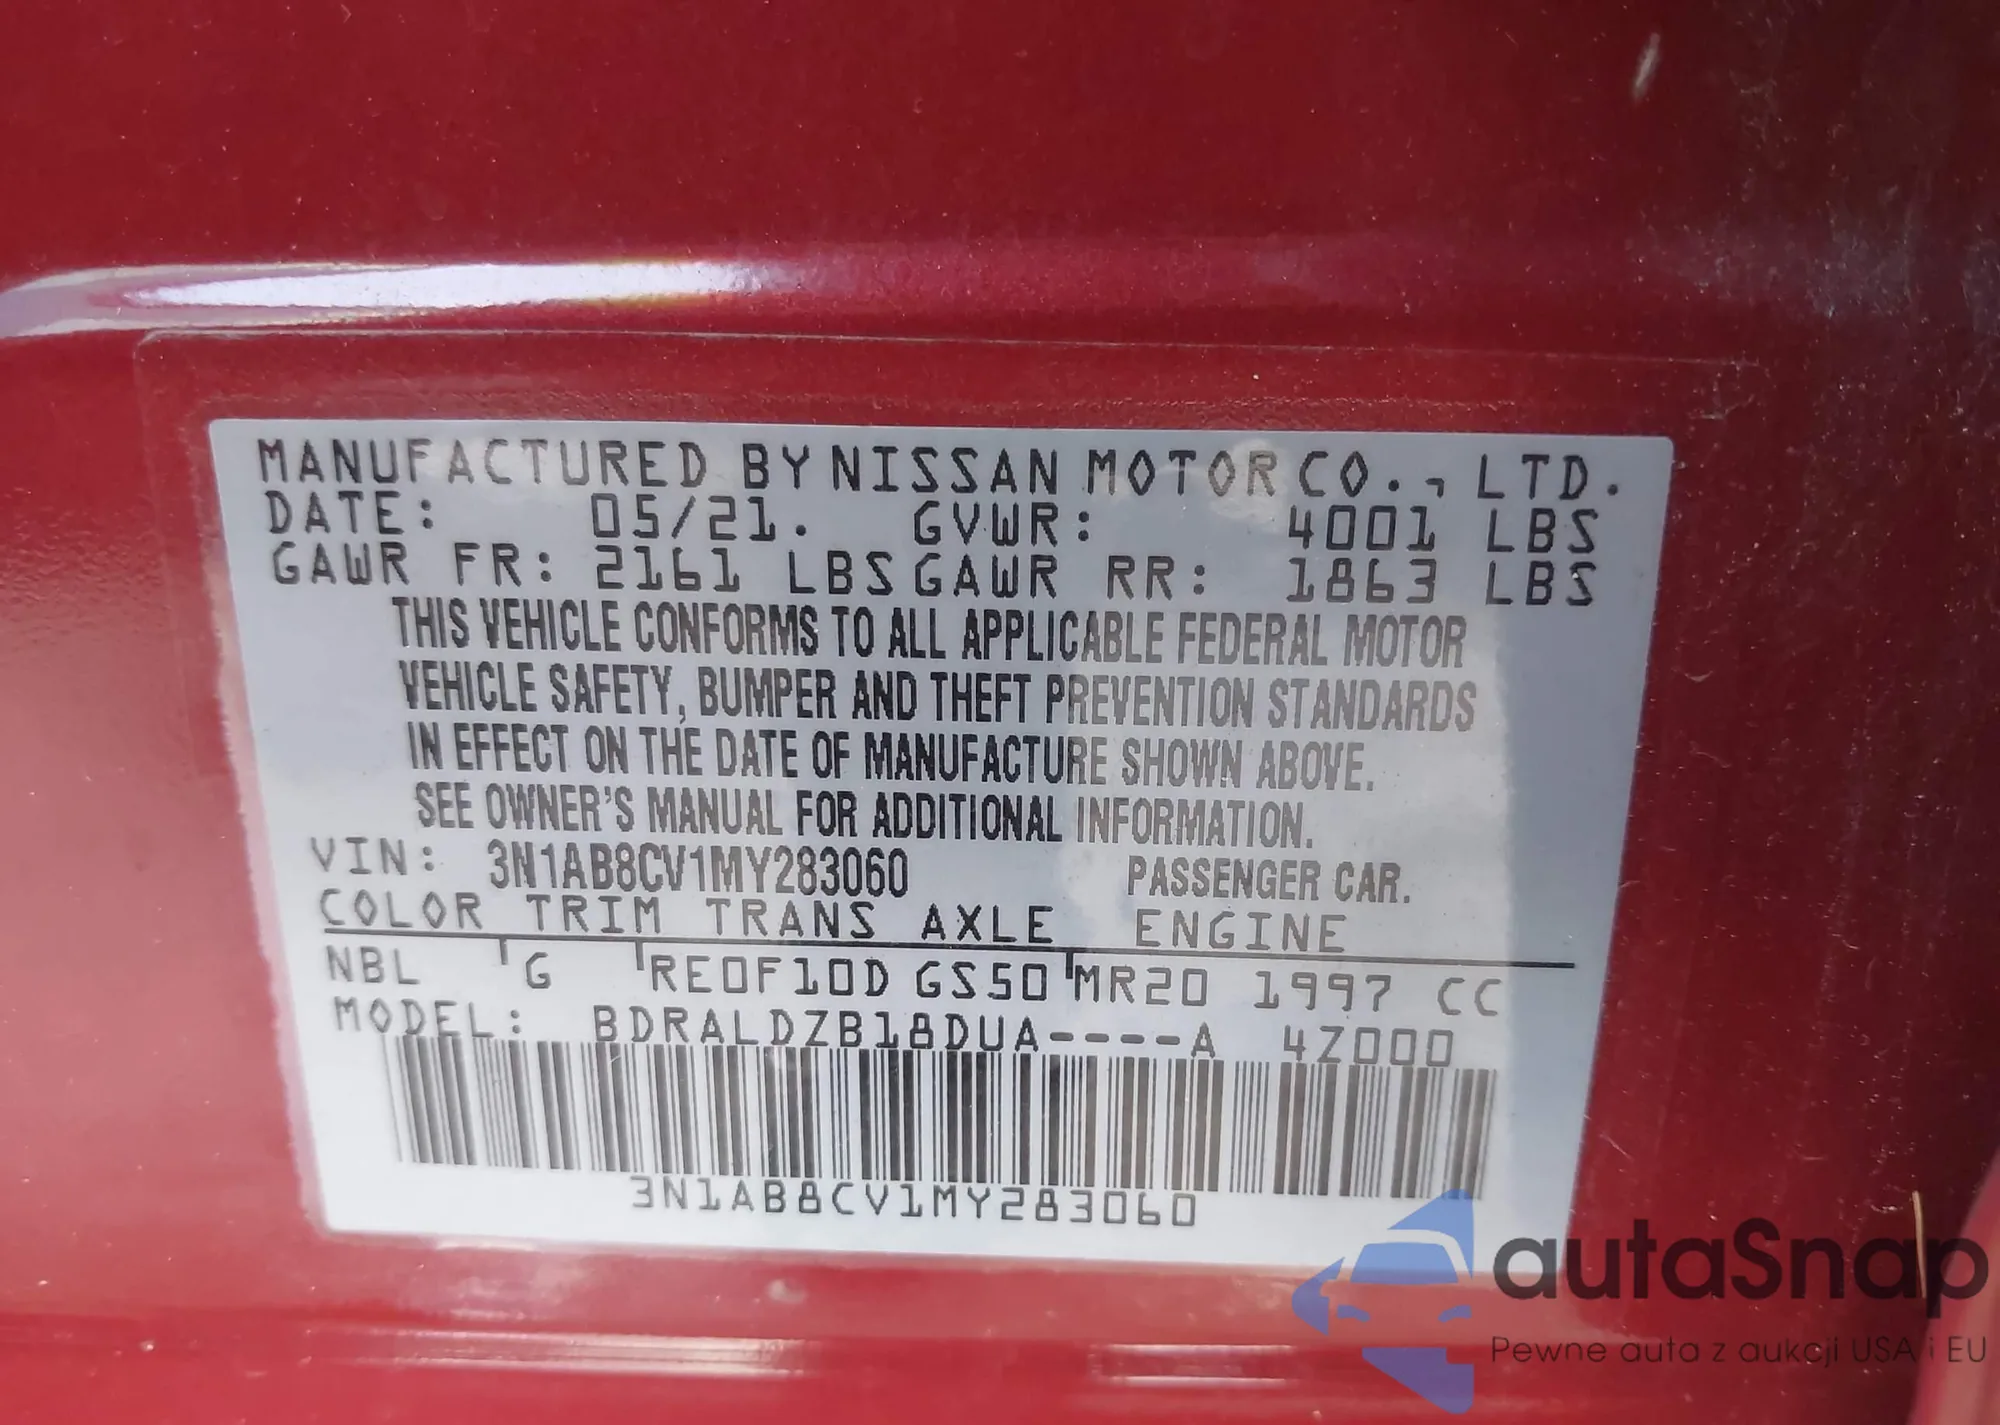 MANUFACTURED BY NISSAN MOTOR CO., LTD.
DATE: 05/21. GVWR: 4001 LBS
GAWR FR: 2161 LBS GAWR RR: 1863 LBS
THIS VEHICLE CONFORMS TO ALL APPLICABLE FEDERAL MOTOR
VEHICLE SAFETY, BUMPER AND THEFT PREVENTION STANDARDS
IN EFFECT ON THE DATE OF MANUFACTURE SHOWN ABOVE.
SEE OWNER'S MANUAL FOR ADDITIONAL INFORMATION.
VIN: 3N1AB8CV1MY283060 PASSENGER CAR.
COLOR TRIM TRANS AXLE ENGINE
NBL G RE0F10D GS50 MR20 1997 CC
MODEL: BDRALDZB18DUA----A 4Z000
3N1AB8CV1MY283060
autaSnap
Pewne auta z aukcji USA i EU